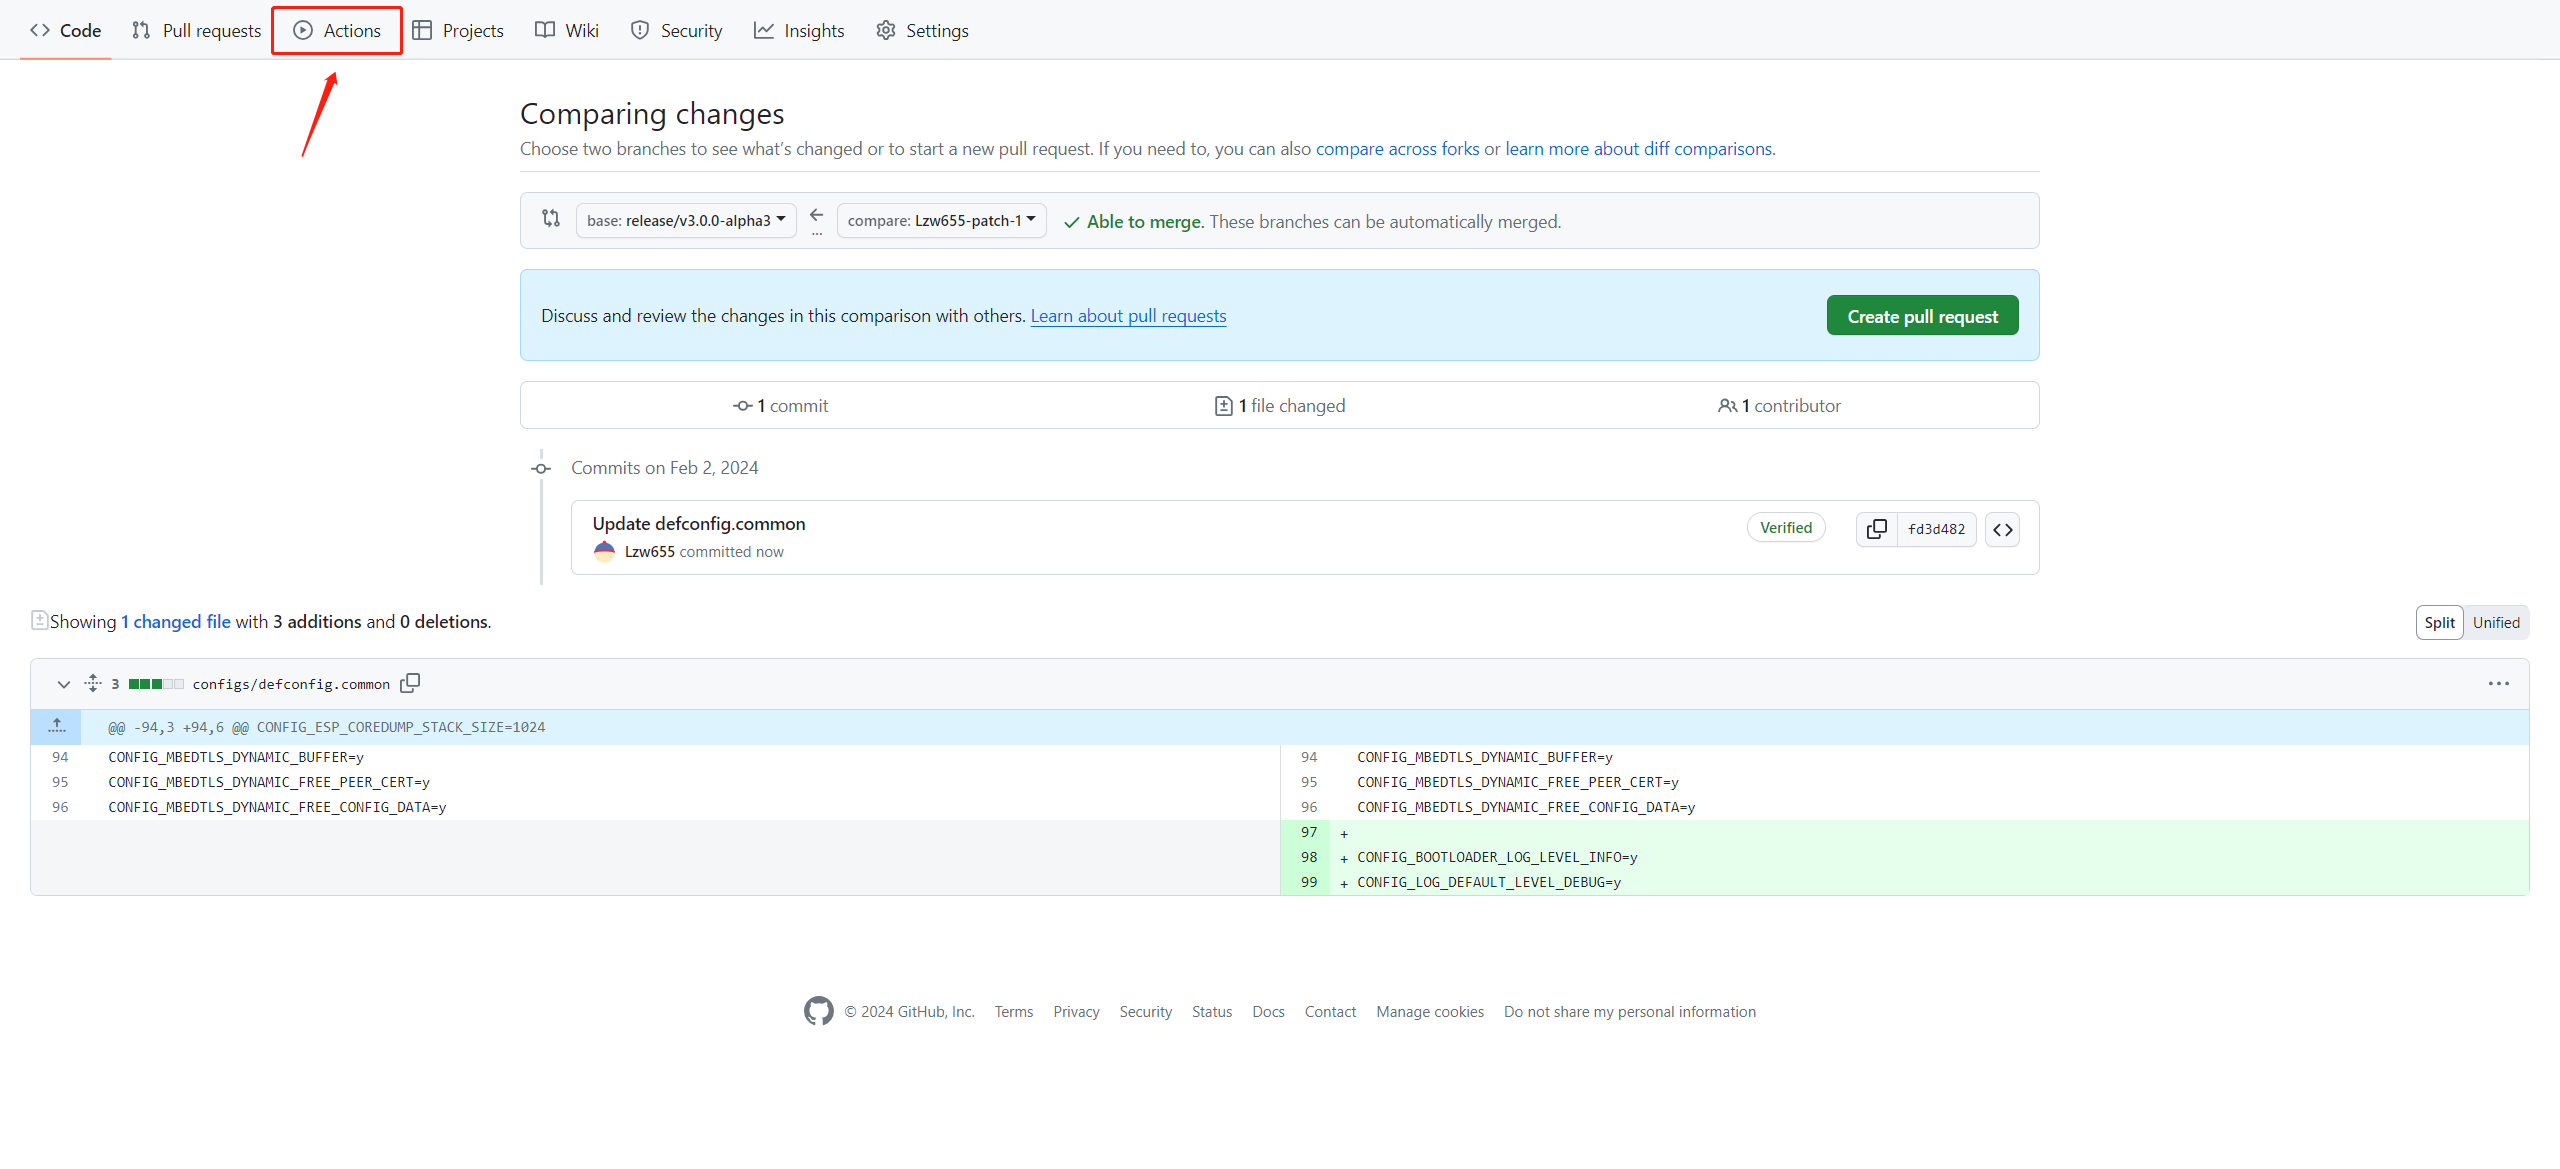 Code Pull requests Actions Projects Wiki Security Insights Settings
Comparing changes
Choose two branches to see what's changed or to start a new pull request. If you need to, you can also compare across forks or learn more about diff comparisons.
base: release/v3.0.0-alpha3 ... compare: Lzw655-patch-1 Able to merge. These branches can be automatically merged.
Discuss and review the changes in this comparison with others. Learn about pull requests Create pull request
1 commit 1 file changed 1 contributor
Commits on Feb 2, 2024
Update defconfig.common Verified fd3d482
Lzw655 committed now
Showing 1 changed file with 3 additions and 0 deletions. Split Unified
3 configs/defconfig.common
@@ -94,3 +94,6 @@ CONFIG_ESP_COREDUMP_STACK_SIZE=1024
94 CONFIG_MBEDTLS_DYNAMIC_BUFFER=y 94 CONFIG_MBEDTLS_DYNAMIC_BUFFER=y
95 CONFIG_MBEDTLS_DYNAMIC_FREE_PEER_CERT=y 95 CONFIG_MBEDTLS_DYNAMIC_FREE_PEER_CERT=y
96 CONFIG_MBEDTLS_DYNAMIC_FREE_CONFIG_DATA=y 96 CONFIG_MBEDTLS_DYNAMIC_FREE_CONFIG_DATA=y
97 +
98 + CONFIG_BOOTLOADER_LOG_LEVEL_INFO=y
99 + CONFIG_LOG_DEFAULT_LEVEL_DEBUG=y
© 2024 GitHub, Inc. Terms Privacy Security Status Docs Contact Manage cookies Do not share my personal information